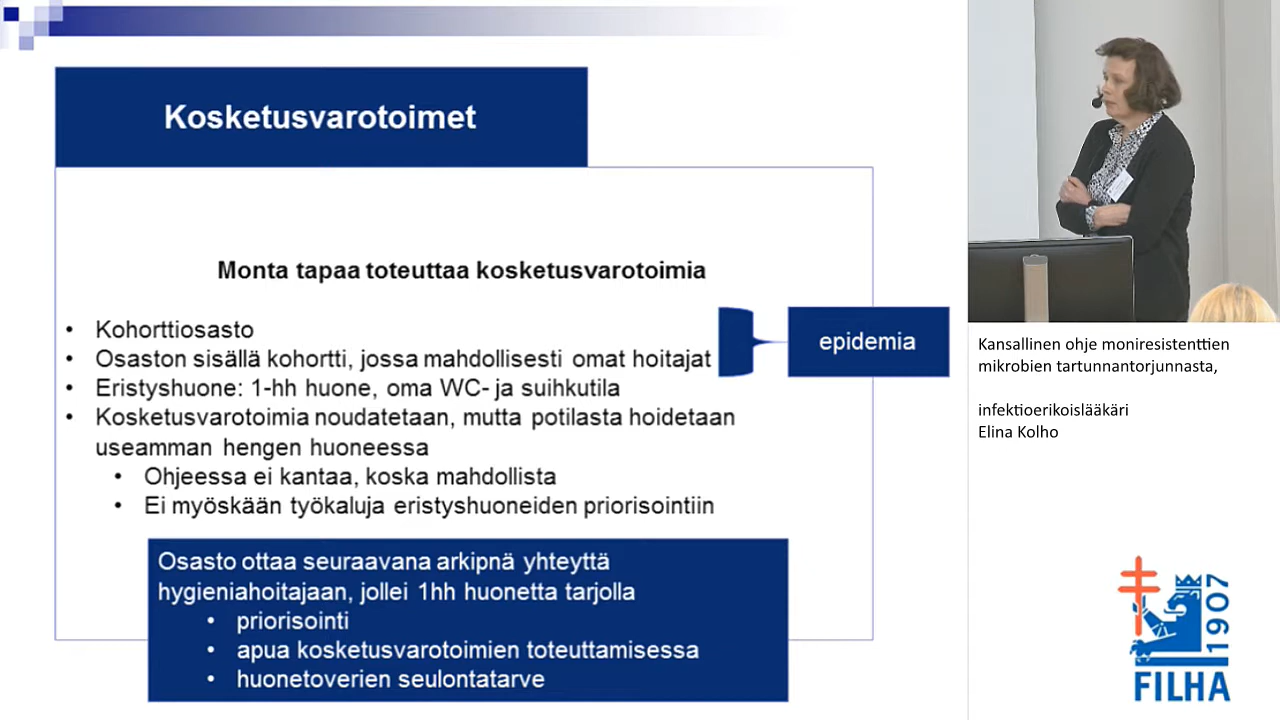 Kosketusvarotoimet
Monta tapaa toteuttaa kosketusvarotoimia
• Kohorttiosasto
• Osaston sisällä kohortti, jossa mahdollisesti omat hoitajat
epidemia
• Eristyshuone: 1-hh huone, oma WC- ja suihkutila
• Kosketusvarotoimia noudatetaan, mutta potilasta hoidetaan
useamman hengen huoneessa
• Ohjeessa ei kantaa, koska mahdollista
• Ei myöskään työkaluja eristyshuoneiden priorisointiin
Osasto ottaa seuraavana arkipnä yhteyttä
hygieniahoitajaan, jollei 1hh huonetta tarjolla
• priorisointi
• apua kosketusvarotoimien toteuttamisessa
• huonetoverien seulontatarve
Kansallinen ohje moniresistenttien
mikrobien tartunnantorjunnasta,
infektioerikoislääkäri
Elina Kolho
1907
FILHA